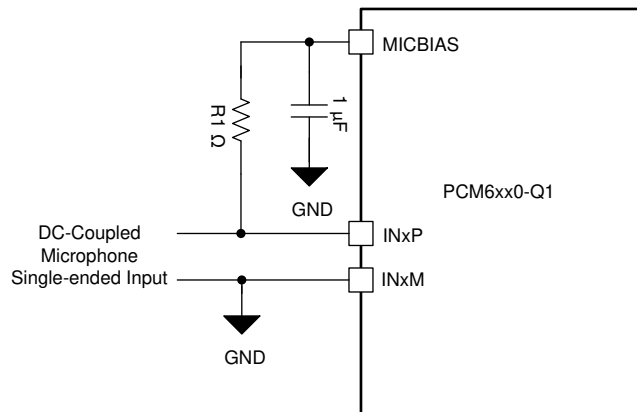 MICBIAS
R1 Ω
1 µF
GND
PCM6xx0-Q1
DC-Coupled
Microphone
Single-ended Input
INxP
INxM
GND